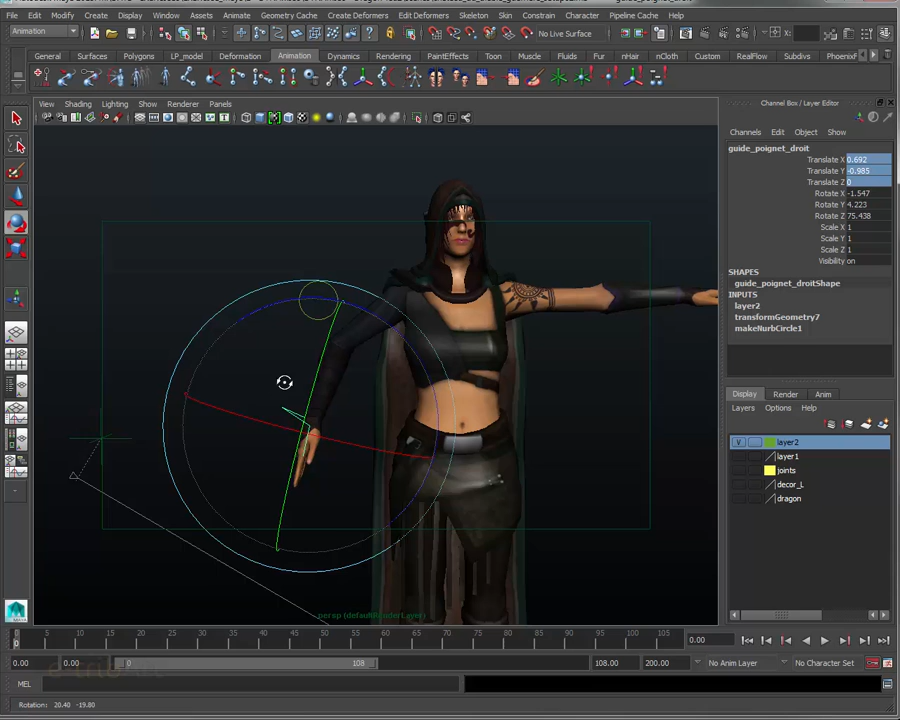 File Edit Modify Create Display Window Assets Animate Geometry Cache Create Deformers Edit Deformers Skeleton Skin Constrain Character Pipeline Cache Help
Animation
No Live Surface
X:
General Surfaces Polygons LP_model Deformation Animation Dynamics Rendering PaintEffects Toon Muscle Fluids Fur nHair nCloth Custom RealFlow Subdivs
View Shading Lighting Show Renderer Panels
Channel Box / Layer Editor
Channels Edit Object Show
guide_poignet_droit
Translate X 0.692
Translate Y -0.985
Translate Z 0
Rotate X -1.547
Rotate Y 4.223
Rotate Z 75.438
Scale X 1
Scale Y 1
Scale Z 1
Visibility on
SHAPES
guide_poignet_droitShape
INPUTS
layer2
transformGeometry7
makeNurbCircle1
Display Render Anim
Layers Options Help
V layer2
layer1
joints
decor_L
dragon
persp (defaultRenderLayer)
0 5 10 15 20 25 30 35 40 45 50 55 60 65 70 75 80 85 90 95 100 105
0.00
0.00 0.00 0 108 108.00 200.00 No Anim Layer No Character Set
MEL
Rotation: 20.40 -19.80